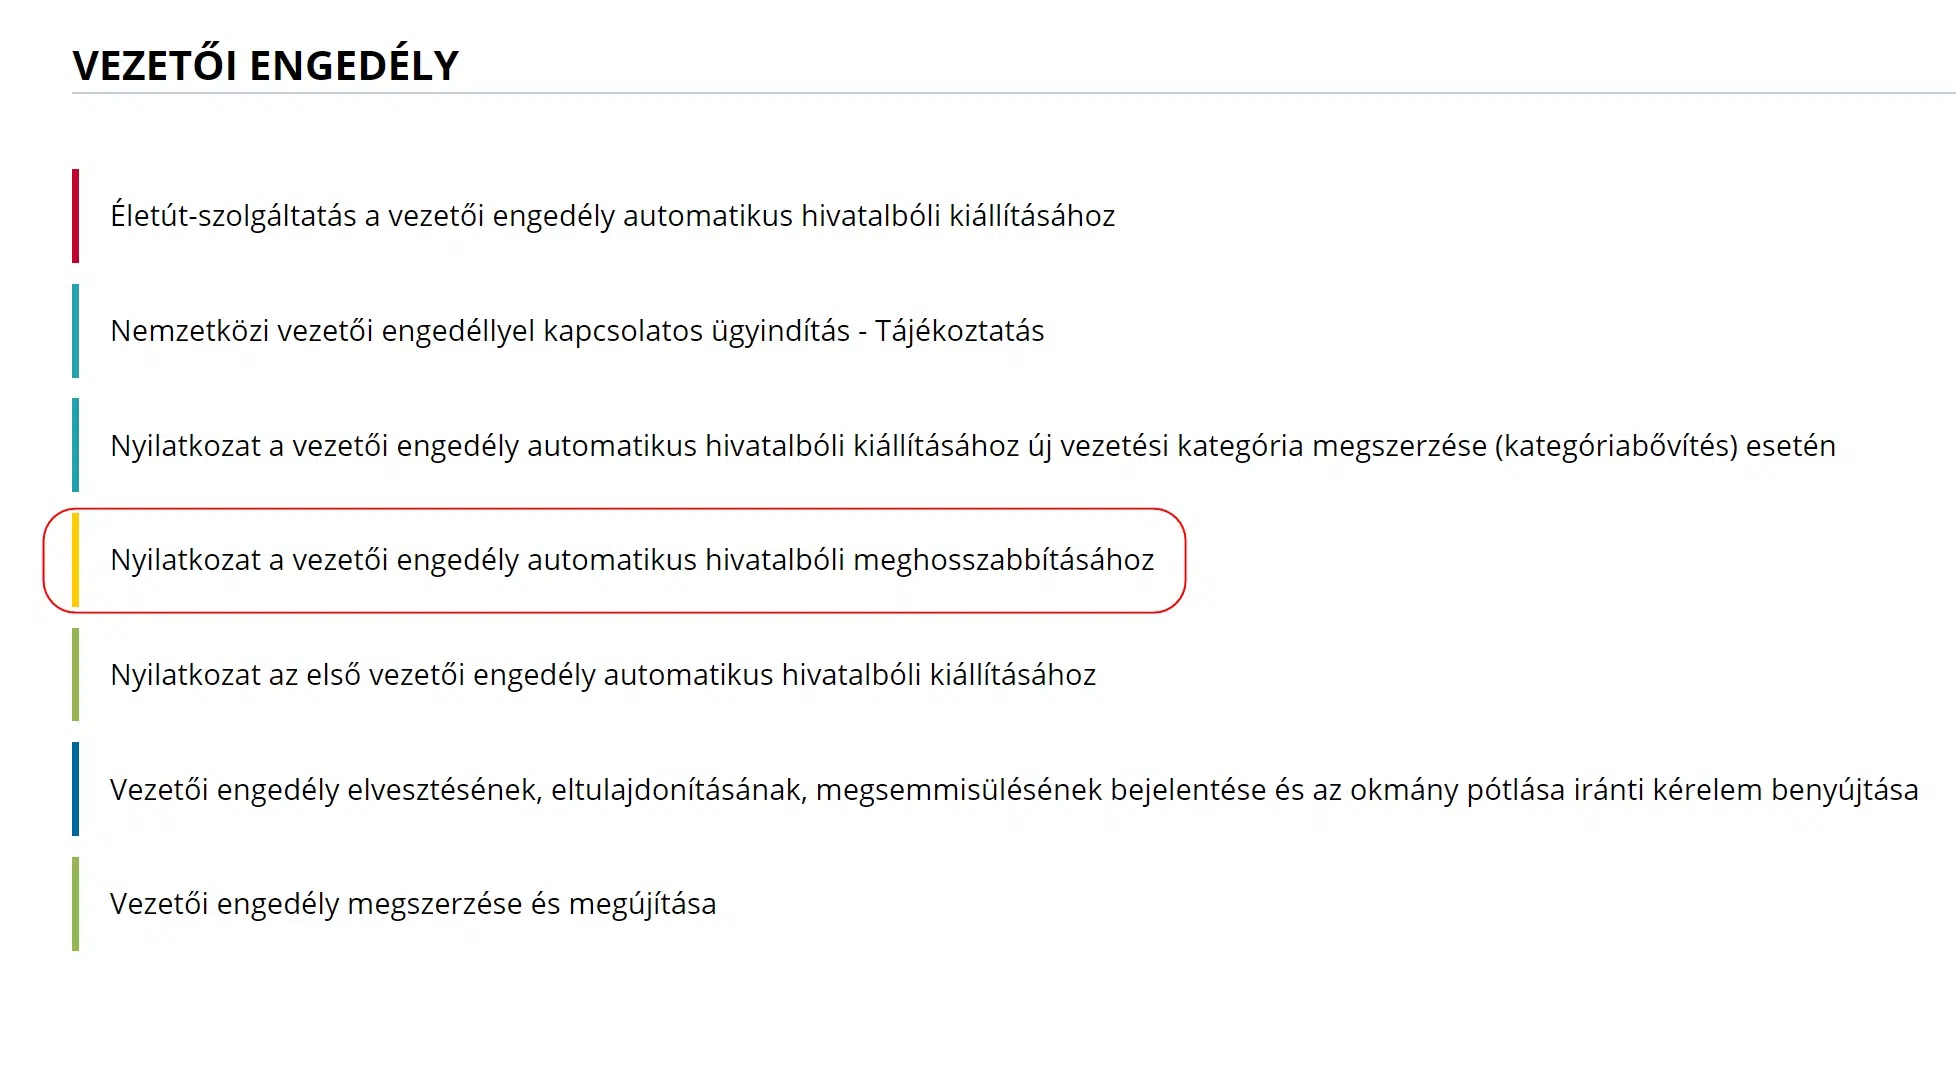 VEZETŐI ENGEDÉLY
Életút-szolgáltatás a vezetői engedély automatikus hivatalbóli kiállításához
Nemzetközi vezetői engedéllyel kapcsolatos ügyindítás - Tájékoztatás
Nyilatkozat a vezetői engedély automatikus hivatalbóli kiállításához új vezetési kategória megszerzése (kategóriabővítés) esetén
Nyilatkozat a vezetői engedély automatikus hivatalbóli meghosszabbításához
Nyilatkozat az első vezetői engedély automatikus hivatalbóli kiállításához
Vezetői engedély elvesztésének, eltulajdonításának, megsemmisülésének bejelentése és az okmány pótlása iránti kérelem benyújtása
Vezetői engedély megszerzése és megújítása